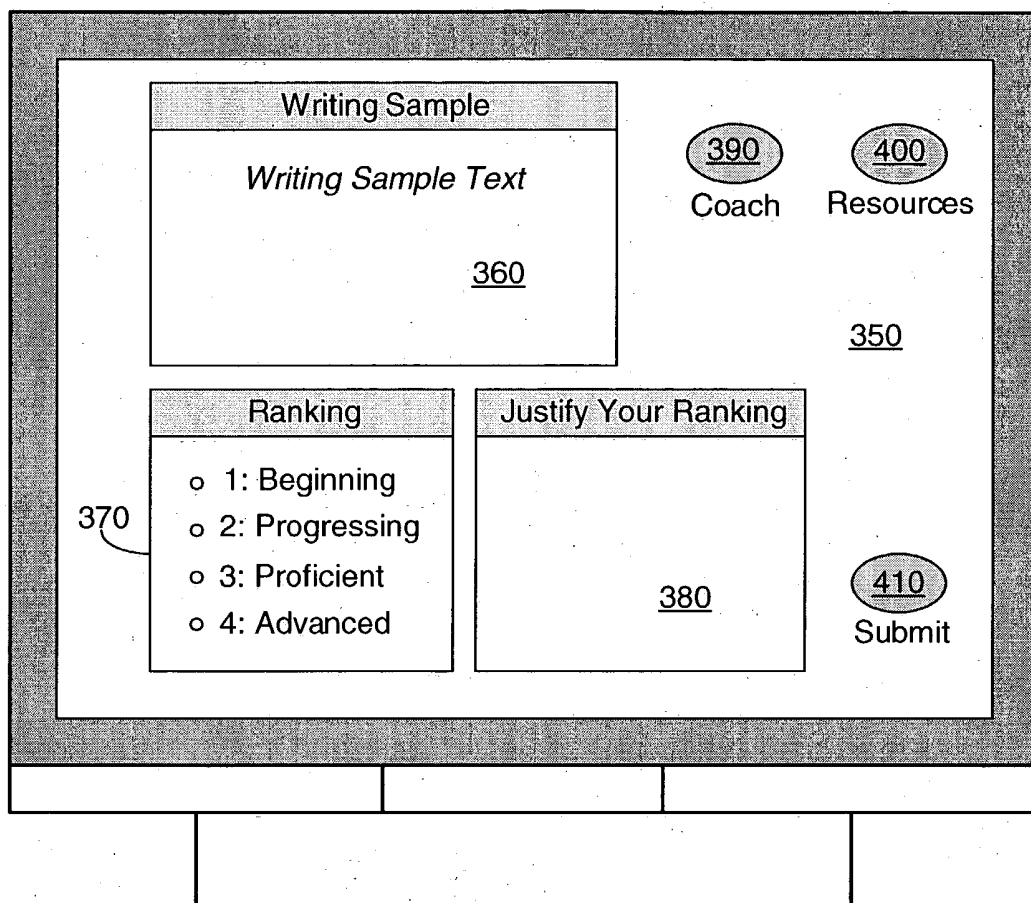 Writing Sample
Writing Sample Text
360
390
Coach
400
Resources
350
Ranking
1: Beginning
2: Progressing
3: Proficient
4: Advanced
370
Justify Your Ranking
380
410
Submit